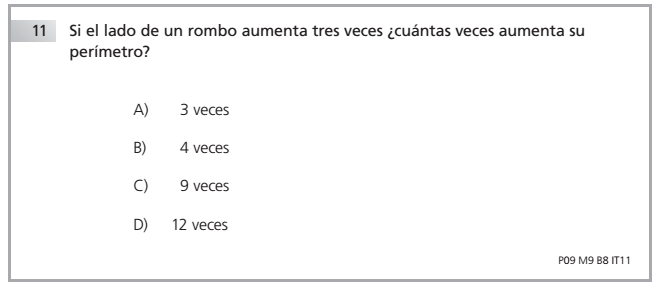 11 Si el lado de un rombo aumenta tres veces ¿cuántas veces aumenta su
perímetro?
A) 3 veces
B) 4 veces
C) 9 veces
D) 12 veces
P09 M9 B8 IT11